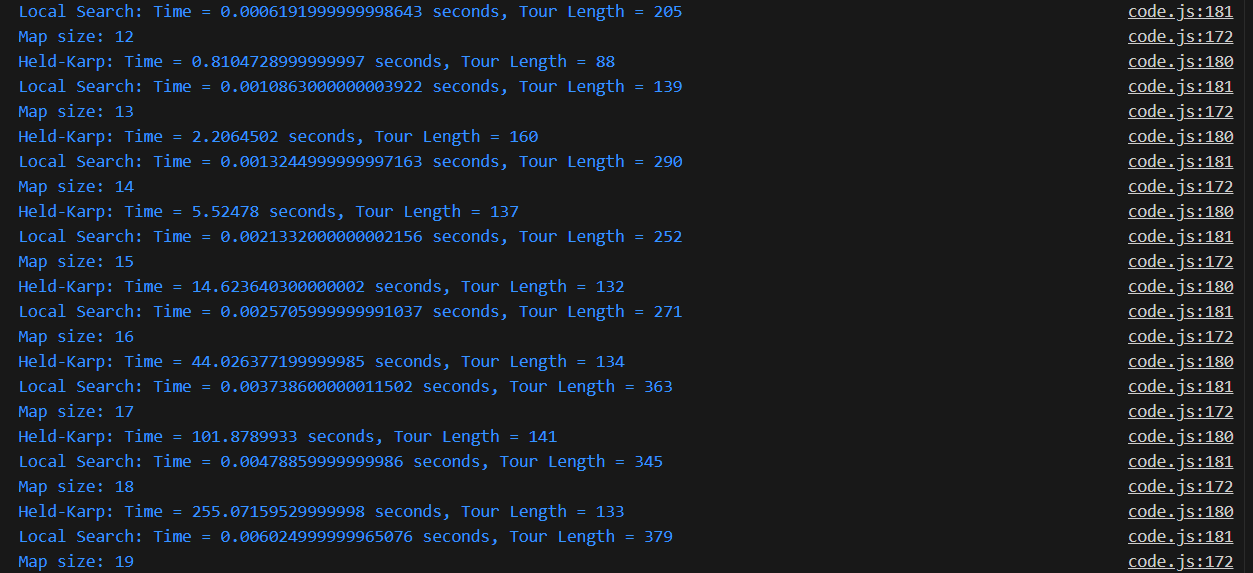 Local Search: Time = 0.0006191999999998643 seconds, Tour Length = 205 code.js:181
Map size: 12 code.js:172
Held-Karp: Time = 0.8104728999999997 seconds, Tour Length = 88 code.js:180
Local Search: Time = 0.0010863000000003922 seconds, Tour Length = 139 code.js:181
Map size: 13 code.js:172
Held-Karp: Time = 2.2064502 seconds, Tour Length = 160 code.js:180
Local Search: Time = 0.0013244999999997163 seconds, Tour Length = 290 code.js:181
Map size: 14 code.js:172
Held-Karp: Time = 5.52478 seconds, Tour Length = 137 code.js:180
Local Search: Time = 0.0021332000000002156 seconds, Tour Length = 252 code.js:181
Map size: 15 code.js:172
Held-Karp: Time = 14.623640300000002 seconds, Tour Length = 132 code.js:180
Local Search: Time = 0.0025705999999991037 seconds, Tour Length = 271 code.js:181
Map size: 16 code.js:172
Held-Karp: Time = 44.026377199999985 seconds, Tour Length = 134 code.js:180
Local Search: Time = 0.003738600000011502 seconds, Tour Length = 363 code.js:181
Map size: 17 code.js:172
Held-Karp: Time = 101.8789933 seconds, Tour Length = 141 code.js:180
Local Search: Time = 0.00478859999999986 seconds, Tour Length = 345 code.js:181
Map size: 18 code.js:172
Held-Karp: Time = 255.07159529999998 seconds, Tour Length = 133 code.js:180
Local Search: Time = 0.006024999999965076 seconds, Tour Length = 379 code.js:181
Map size: 19 code.js:172